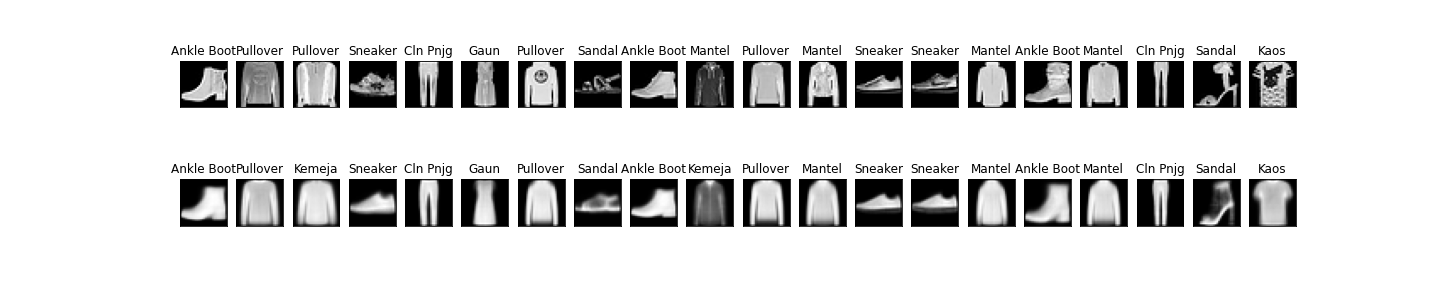 Ankle Boot Pullover Pullover Sneaker Cln Pnjg Gaun Pullover Sandal Ankle Boot Mantel Pullover Mantel Sneaker Sneaker Mantel Ankle Boot Mantel Cln Pnjg Sandal Kaos
Ankle Boot Pullover Kemeja Sneaker Cln Pnjg Gaun Pullover Sandal Ankle Boot Kemeja Pullover Mantel Sneaker Sneaker Mantel Ankle Boot Mantel Cln Pnjg Sandal Kaos